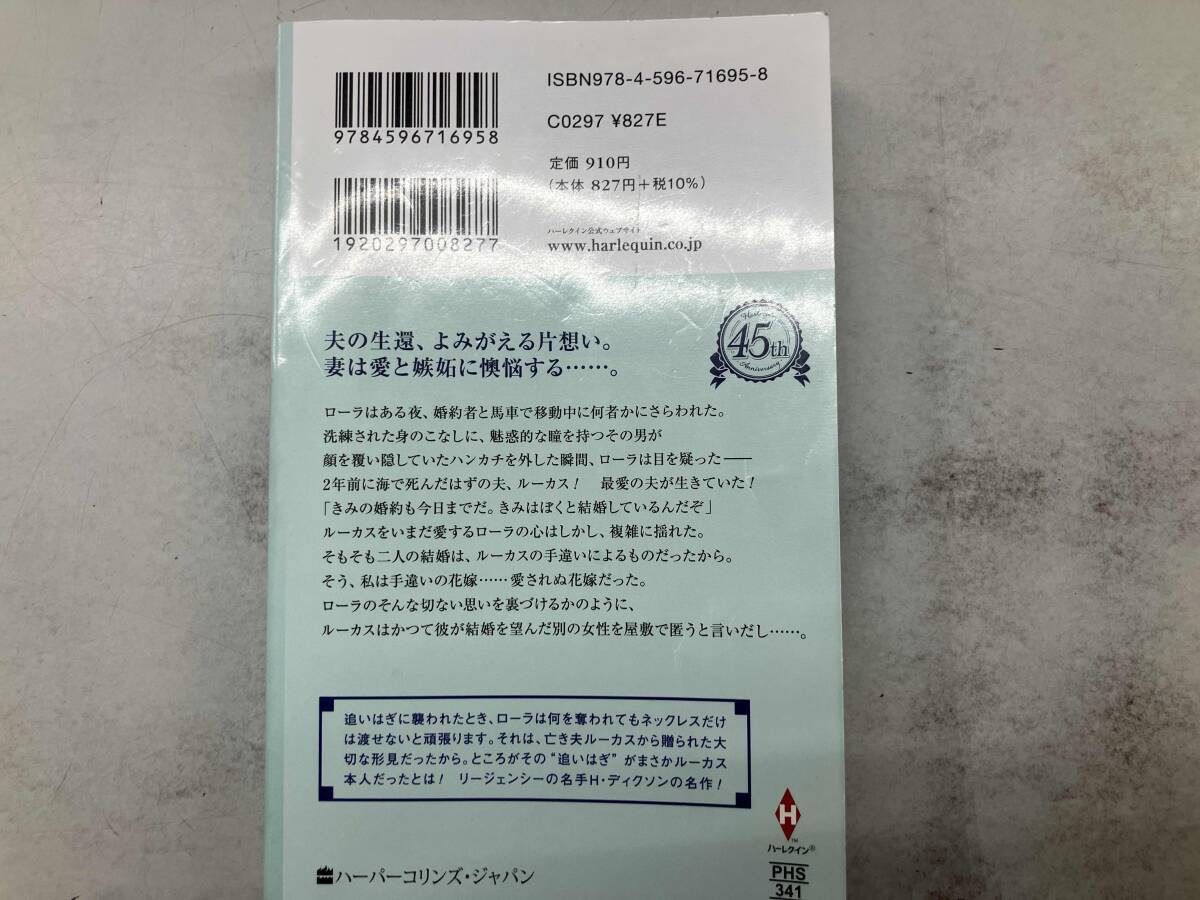 ISBN978-4-596-71695-8
9784596716958
C0297 ¥827E
定価 910円
(本体 827円+税10%)
1920297008277
ハーレクイン公式ウェブサイト
www.harlequin.co.jp
夫の生還、よみがえる片想い。
妻は愛と嫉妬に懊悩する……。
Harlequin
45th
Anniversary
ローラはある夜、婚約者と馬車で移動中に何者かにさらわれた。
洗練された身のこなしに、魅惑的な瞳を持つその男が
顔を覆い隠していたハンカチを外した瞬間、ローラは目を疑った――
2年前に海で死んだはずの夫、ルーカス! 最愛の夫が生きていた!
「きみの婚約も今日までだ。きみはぼくと結婚しているんだぞ」
ルーカスをいまだ愛するローラの心はしかし、複雑に揺れた。
そもそも二人の結婚は、ルーカスの手違いによるものだったから。
そう、私は手違いの花嫁……愛されぬ花嫁だった。
ローラのそんな切ない思いを裏づけるかのように、
ルーカスはかつて彼が結婚を望んだ別の女性を屋敷で匿うと言いだし……。
追いはぎに襲われたとき、ローラは何を奪われてもネックレスだけ
は渡せないと頑張ります。それは、亡き夫ルーカスから贈られた大
切な形見だったから。ところがその“追いはぎ”がまさかルーカス
本人だったとは! リージェンシーの名手H・ディクソンの名作!
H
TM
ハーレクイン®
PHS
341
ハーパーコリンズ・ジャパン